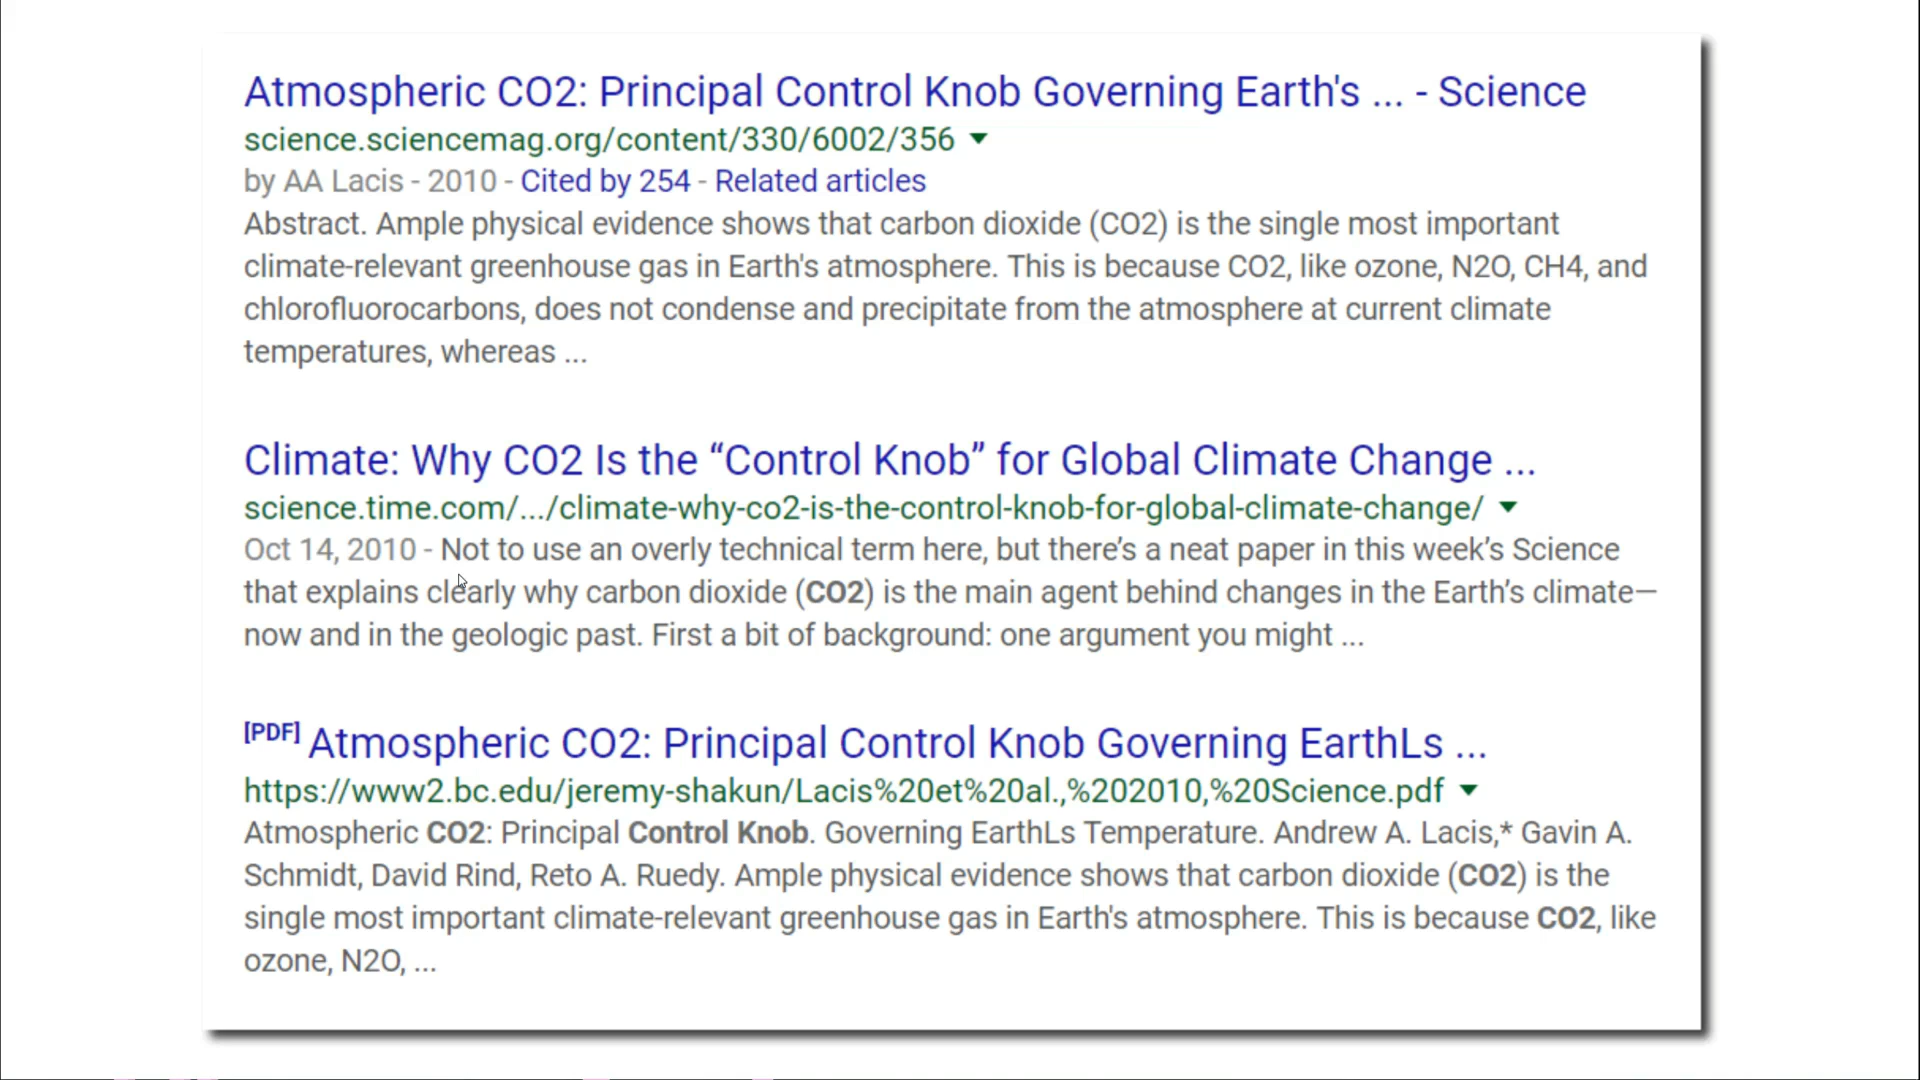 Atmospheric CO2: Principal Control Knob Governing Earth's ... - Science
science.sciencemag.org/content/330/6002/356
by AA Lacis - 2010 - Cited by 254 - Related articles
Abstract. Ample physical evidence shows that carbon dioxide (CO2) is the single most important
climate-relevant greenhouse gas in Earth's atmosphere. This is because CO2, like ozone, N2O, CH4, and
chlorofluorocarbons, does not condense and precipitate from the atmosphere at current climate
temperatures, whereas ...
Climate: Why CO2 Is the “Control Knob” for Global Climate Change ...
science.time.com/.../climate-why-co2-is-the-control-knob-for-global-climate-change/
Oct 14, 2010 - Not to use an overly technical term here, but there’s a neat paper in this week’s Science
that explains clearly why carbon dioxide (CO2) is the main agent behind changes in the Earth’s climate—
now and in the geologic past. First a bit of background: one argument you might ...
[PDF] Atmospheric CO2: Principal Control Knob Governing EarthLs ...
https://www2.bc.edu/jeremy-shakun/Lacis%20et%20al.,%202010,%20Science.pdf
Atmospheric CO2: Principal Control Knob. Governing EarthLs Temperature. Andrew A. Lacis,* Gavin A.
Schmidt, David Rind, Reto A. Ruedy. Ample physical evidence shows that carbon dioxide (CO2) is the
single most important climate-relevant greenhouse gas in Earth's atmosphere. This is because CO2, like
ozone, N2O, ...